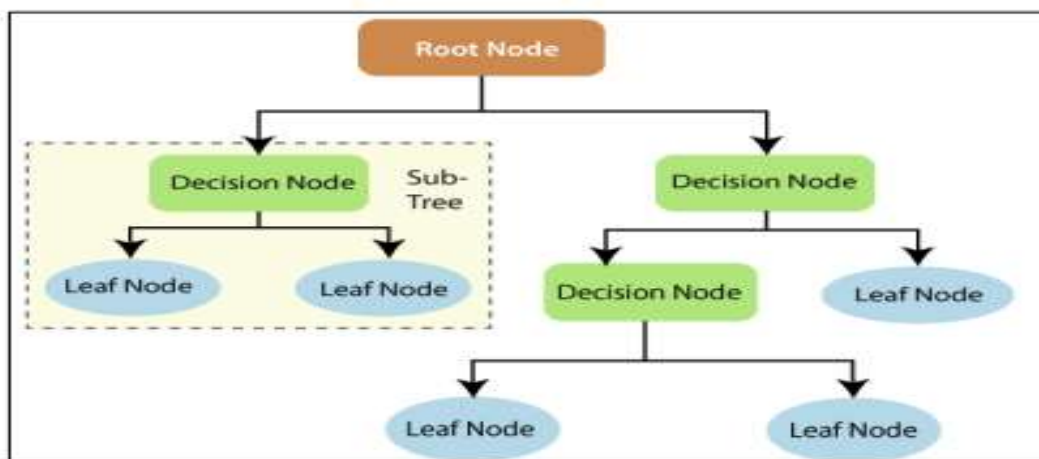 Root Node
Decision Node
Sub-
Tree
Decision Node
Leaf Node
Leaf Node
Decision Node
Leaf Node
Leaf Node
Leaf Node